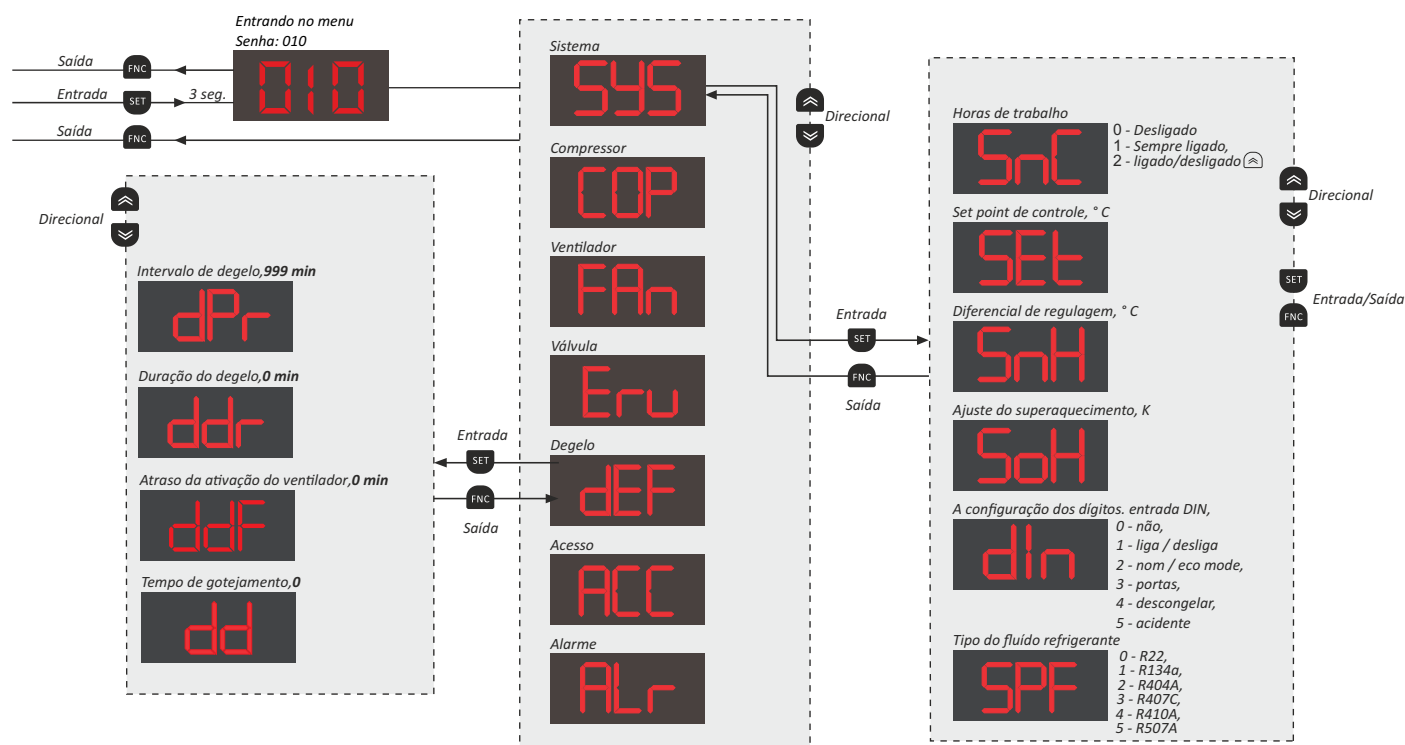 Entrando no menu
Senha: 010
010
Saída
FNC
Entrada
SET
3 seg.
Saída
FNC
Direcional
Intervalo de degelo,999 min
dPr
Duração do degelo,0 min
ddr
Atraso da ativação do ventilador,0 min
ddF
Tempo de gotejamento,0
dd
Entrada
SET
FNC
Saída
Sistema
SYS
Compressor
COP
Ventilador
FAn
Válvula
Eru
Degelo
dEF
Acesso
ACC
Alarme
ALr
Direcional
Entrada
SET
FNC
Saída
Horas de trabalho
SnC
0 - Desligado
1 - Sempre ligado,
2 - ligado/desligado
Set point de controle, ° C
SEt
Diferencial de regulagem, ° C
SnH
Ajuste do superaquecimento, K
SoH
A configuração dos dígitos. entrada DIN,
din
0 - não,
1 - liga / desliga
2 - nom / eco mode,
3 - portas,
4 - descongelar,
5 - acidente
Tipo do fluído refrigerante
SPF
0 - R22,
1 - R134a,
2 - R404A,
3 - R407C,
4 - R410A,
5 - R507A
Direcional
SET
Entrada/Saída
FNC